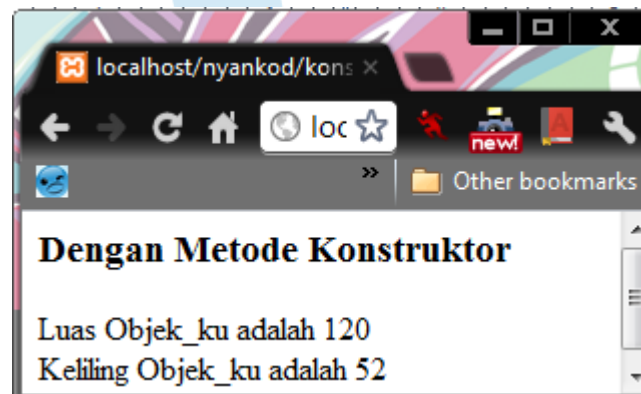 localhost/nyankod/kons
loc
new!
Other bookmarks
Dengan Metode Konstruktor
Luas Objek_ku adalah 120
Keliling Objek_ku adalah 52